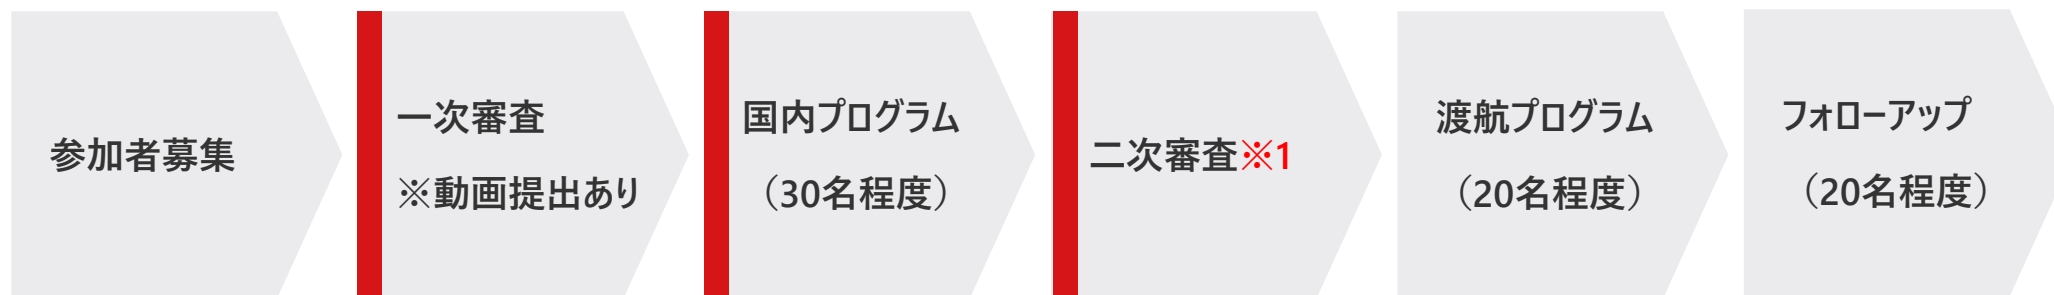 参加者募集
一次審査
※動画提出あり
国内プログラム
（30名程度）
二次審査※1
渡航プログラム
（20名程度）
フォローアップ
（20名程度）